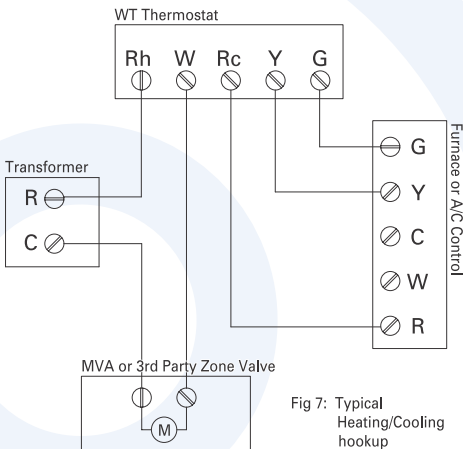 WT Thermostat
Rh W Rc Y G
Transformer
R
C
G
Y
C
W
R
Furnace or A/C Control
MVA or 3rd Party Zone Valve
M
Fig 7: Typical
Heating/Cooling
hookup